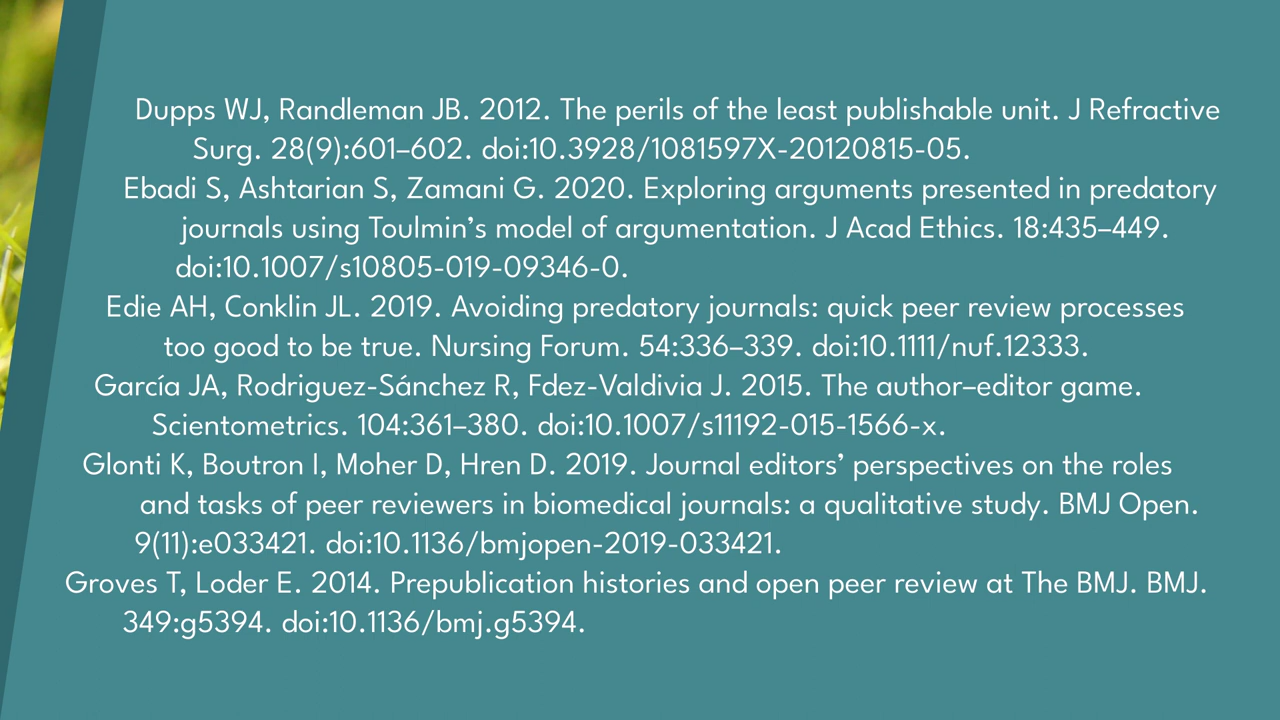 Dupps WJ, Randleman JB. 2012. The perils of the least publishable unit. J Refractive
Surg. 28(9):601–602. doi:10.3928/1081597X-20120815-05.
Ebadi S, Ashtarian S, Zamani G. 2020. Exploring arguments presented in predatory
journals using Toulmin’s model of argumentation. J Acad Ethics. 18:435–449.
doi:10.1007/s10805-019-09346-0.
Edie AH, Conklin JL. 2019. Avoiding predatory journals: quick peer review processes
too good to be true. Nursing Forum. 54:336–339. doi:10.1111/nuf.12333.
García JA, Rodriguez-Sánchez R, Fdez-Valdivia J. 2015. The author–editor game.
Scientometrics. 104:361–380. doi:10.1007/s11192-015-1566-x.
Glonti K, Boutron I, Moher D, Hren D. 2019. Journal editors’ perspectives on the roles
and tasks of peer reviewers in biomedical journals: a qualitative study. BMJ Open.
9(11):e033421. doi:10.1136/bmjopen-2019-033421.
Groves T, Loder E. 2014. Prepublication histories and open peer review at The BMJ. BMJ.
349:g5394. doi:10.1136/bmj.g5394.